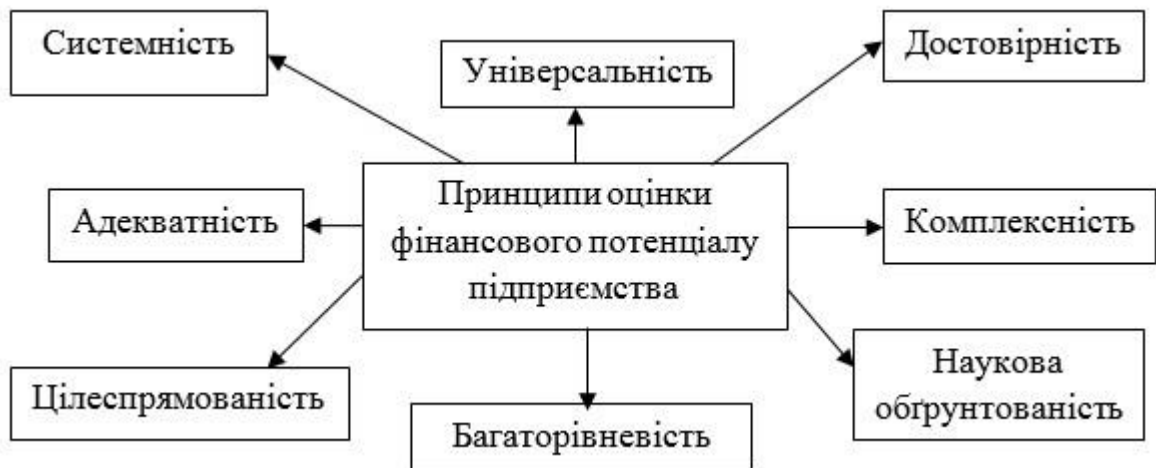 Системність
Універсальність
Достовірність
Принципи оцінки
фінансового потенціалу
підприємства
Адекватність
Комплексність
Цілеспрямованість
Багаторівневість
Наукова
обґрунтованість